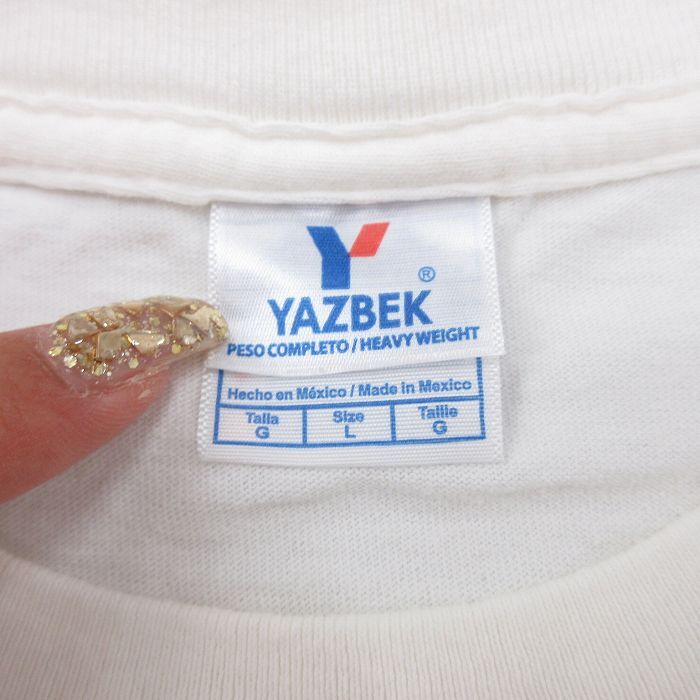 Y
®
YAZBEK
PESO COMPLETO / HEAVY WEIGHT
Hecho en México / Made in Mexico
Talla Size Taille
G L G